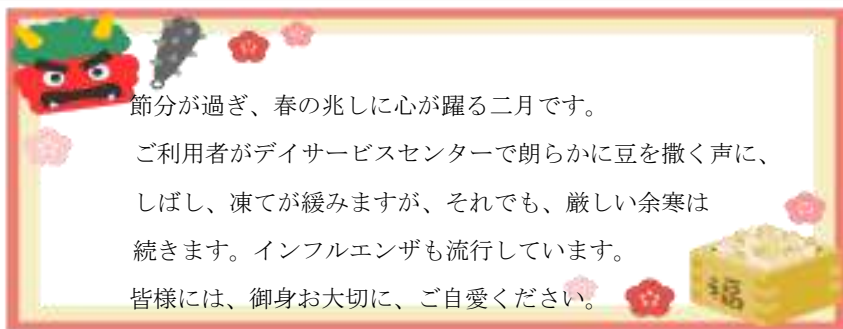 節分が過ぎ、春の兆しに心が躍る二月です。
ご利用者がデイサービスセンターで朗らかに豆を撒く声に、
しばし、凍てが緩みますが、それでも、厳しい余寒は
続きます。インフルエンザも流行しています。
皆様には、御身お大切に、ご自愛ください。
福